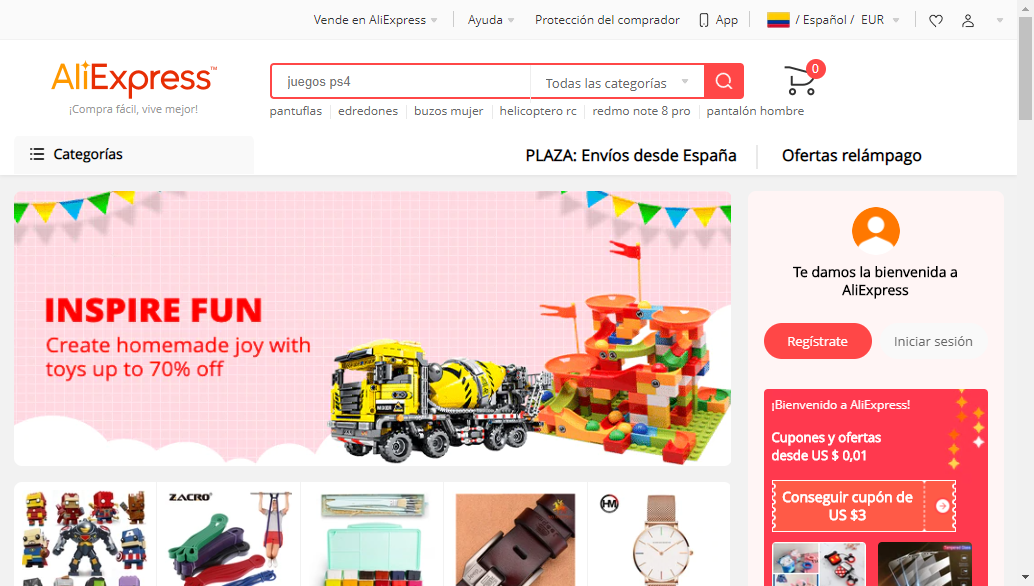 Vende en AliExpress
Ayuda
Protección del comprador
App
/ Español / EUR
AliExpress™
¡Compra fácil, vive mejor!
juegos ps4
Todas las categorías
0
pantuflas
edredones
buzos mujer
helicoptero rc
redmo note 8 pro
pantalón hombre
Categorías
PLAZA: Envíos desde España
Ofertas relámpago
INSPIRE FUN
Create homemade joy with
toys up to 70% off
Te damos la bienvenida a
AliExpress
Regístrate
Iniciar sesión
¡Bienvenido a AliExpress!
Cupones y ofertas
desde US $ 0,01
Conseguir cupón de
US $3
ZACRO
HM